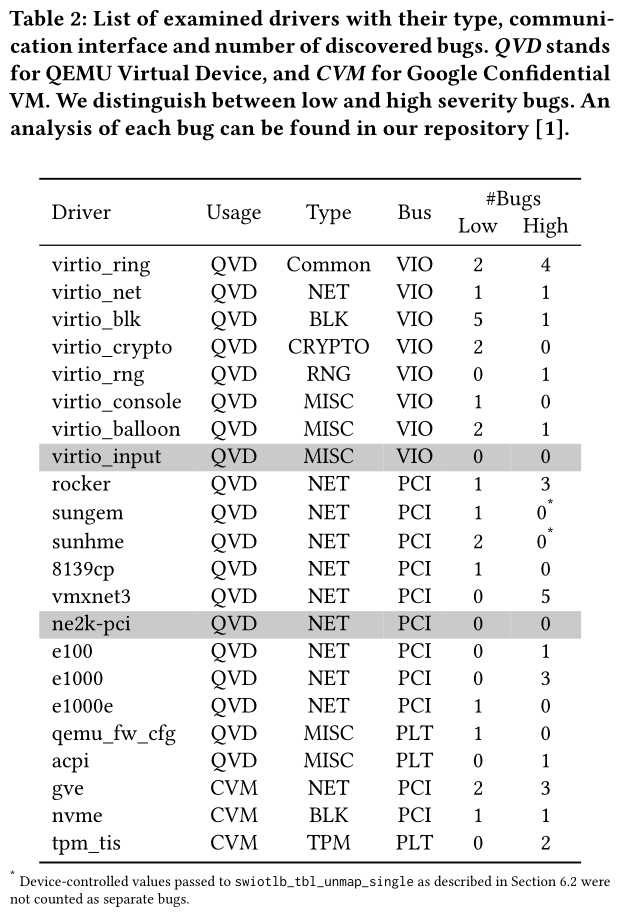 Table 2: List of examined drivers with their type, communi-
cation interface and number of discovered bugs. QVD stands
for QEMU Virtual Device, and CVM for Google Confidential
VM. We distinguish between low and high severity bugs. An
analysis of each bug can be found in our repository [1].
#Bugs
Driver Usage Type Bus Low High
virtio_ring QVD Common VIO 2 4
virtio_net QVD NET VIO 1 1
virtio_blk QVD BLK VIO 5 1
virtio_crypto QVD CRYPTO VIO 2 0
virtio_rng QVD RNG VIO 0 1
virtio_console QVD MISC VIO 1 0
virtio_balloon QVD MISC VIO 2 1
virtio_input QVD MISC VIO 0 0
rocker QVD NET PCI 1 3
sungem QVD NET PCI 1 0*
sunhme QVD NET PCI 2 0*
8139cp QVD NET PCI 1 0
vmxnet3 QVD NET PCI 0 5
ne2k-pci QVD NET PCI 0 0
e100 QVD NET PCI 0 1
e1000 QVD NET PCI 0 3
e1000e QVD NET PCI 1 0
qemu_fw_cfg QVD MISC PLT 1 0
acpi QVD MISC PLT 0 1
gve CVM NET PCI 2 3
nvme CVM BLK PCI 1 1
tpm_tis CVM TPM PLT 0 2
* Device-controlled values passed to swiotlb_tbl_unmap_single as described in Section 6.2 were
not counted as separate bugs.